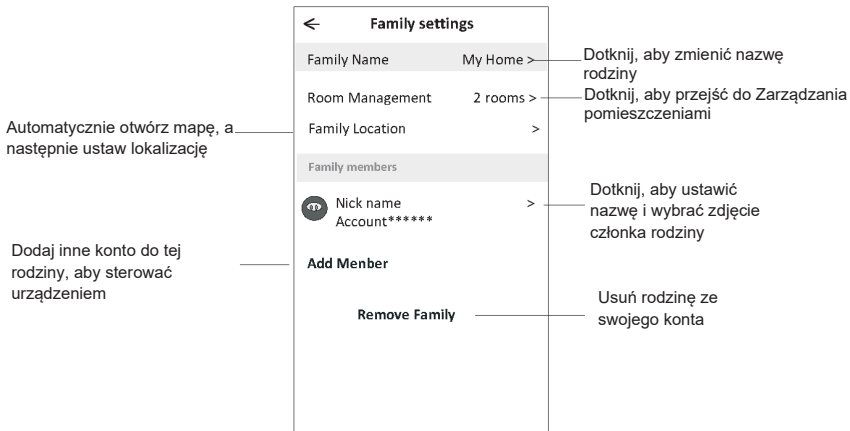 Family settings
Family Name My Home >
Dotknij, aby zmienić nazwę
rodziny
Room Management 2 rooms >
Dotknij, aby przejść do Zarządzania
pomieszczeniami
Automatycznie otwórz mapę, a
następnie ustaw lokalizację
Family Location >
Family members
Nick name >
Account******
Dotknij, aby ustawić
nazwę i wybrać zdjęcie
członka rodziny
Dodaj inne konto do tej
rodziny, aby sterować
urządzeniem
Add Menber
Remove Family
Usuń rodzinę ze
swojego konta